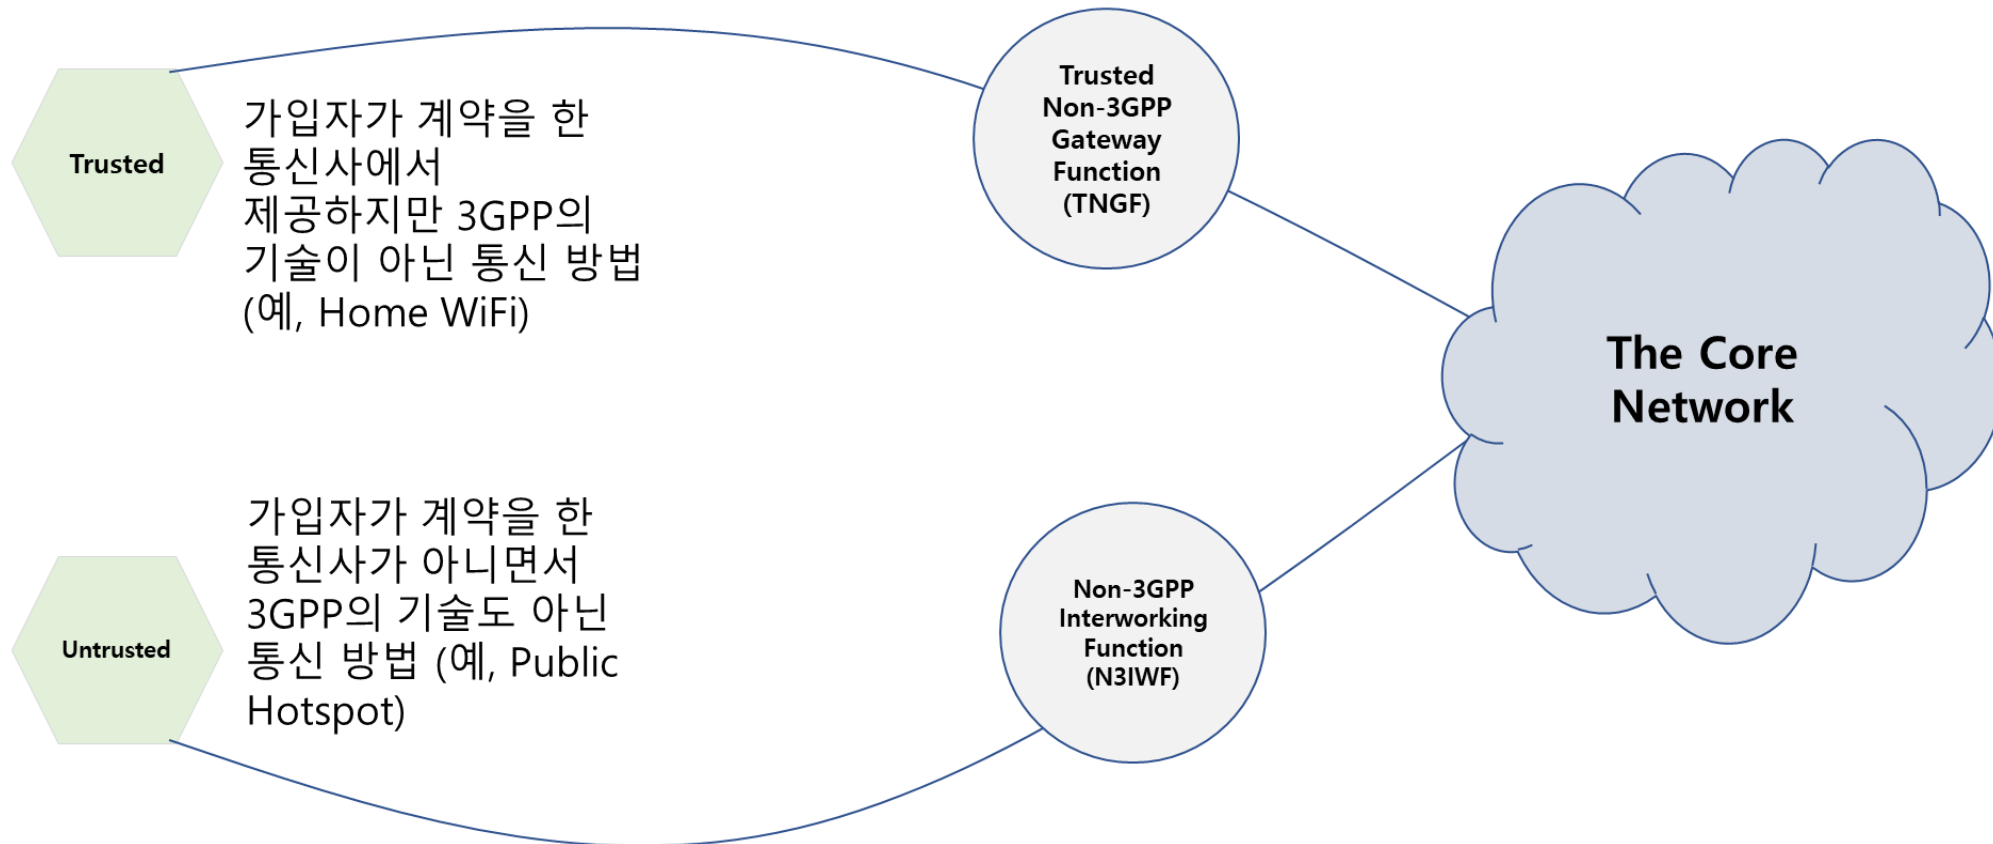 Trusted
가입자가 계약을 한
통신사에서
제공하지만 3GPP의
기술이 아닌 통신 방법
(예, Home WiFi)
Trusted
Non-3GPP
Gateway
Function
(TNGF)
The Core
Network
Untrusted
가입자가 계약을 한
통신사가 아니면서
3GPP의 기술도 아닌
통신 방법 (예, Public
Hotspot)
Non-3GPP
Interworking
Function
(N3IWF)